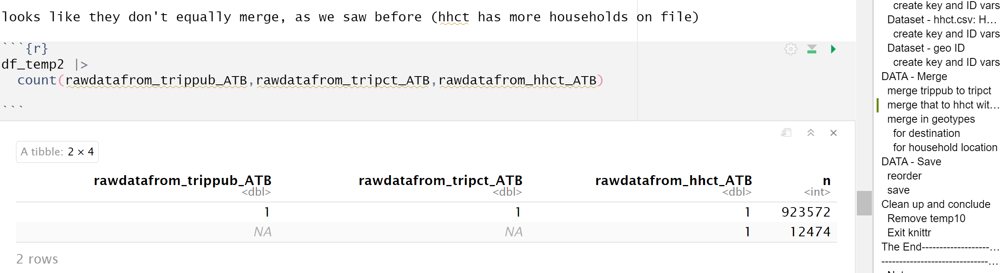 looks like they don't equally merge, as we saw before (hhct has more households on file)
```{r}
df_temp2 |>
  count(rawdatafrom_trippub_ATB,rawdatafrom_tripct_ATB,rawdatafrom_hhct_ATB)
```
A tibble: 2 × 4
rawdatafrom_trippub_ATB rawdatafrom_tripct_ATB rawdatafrom_hhct_ATB n
<dbl> <dbl> <dbl> <int>
1 1 1 923572
NA NA 1 12474
2 rows
create key and ID vars
Dataset - hhct.csv: H…
create key and ID vars
Dataset - geo ID
create key and ID vars
DATA - Merge
merge trippub to tripct
merge that to hhct wit…
merge in geotypes
for destination
for household location
DATA - Save
reorder
save
Clean up and conclude
Remove temp10
Exit knittr
The End-------------------…
------------------------------…